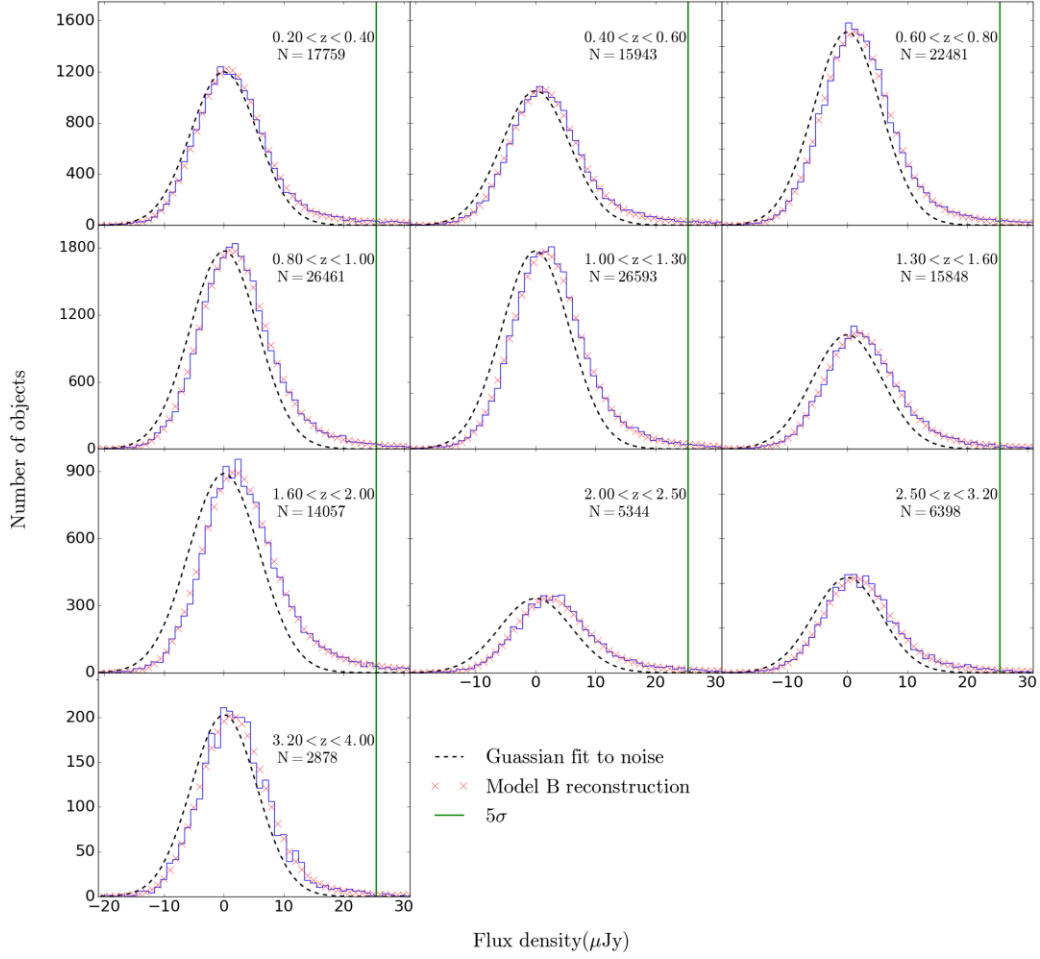 1600
1200
800
400
0
0.20 < z < 0.40
N = 17759
0.40 < z < 0.60
N = 15943
0.60 < z < 0.80
N = 22481
1800
1200
600
0
0.80 < z < 1.00
N = 26461
1.00 < z < 1.30
N = 26593
1.30 < z < 1.60
N = 15848
900
600
300
0
1.60 < z < 2.00
N = 14057
2.00 < z < 2.50
N = 5344
2.50 < z < 3.20
N = 6398
−10 0 10 20 30
−10 0 10 20 30
200
150
100
50
0
3.20 < z < 4.00
N = 2878
−20 −10 0 10 20 30
Guassian fit to noise
Model B reconstruction
5σ
Number of objects
Flux density(μJy)